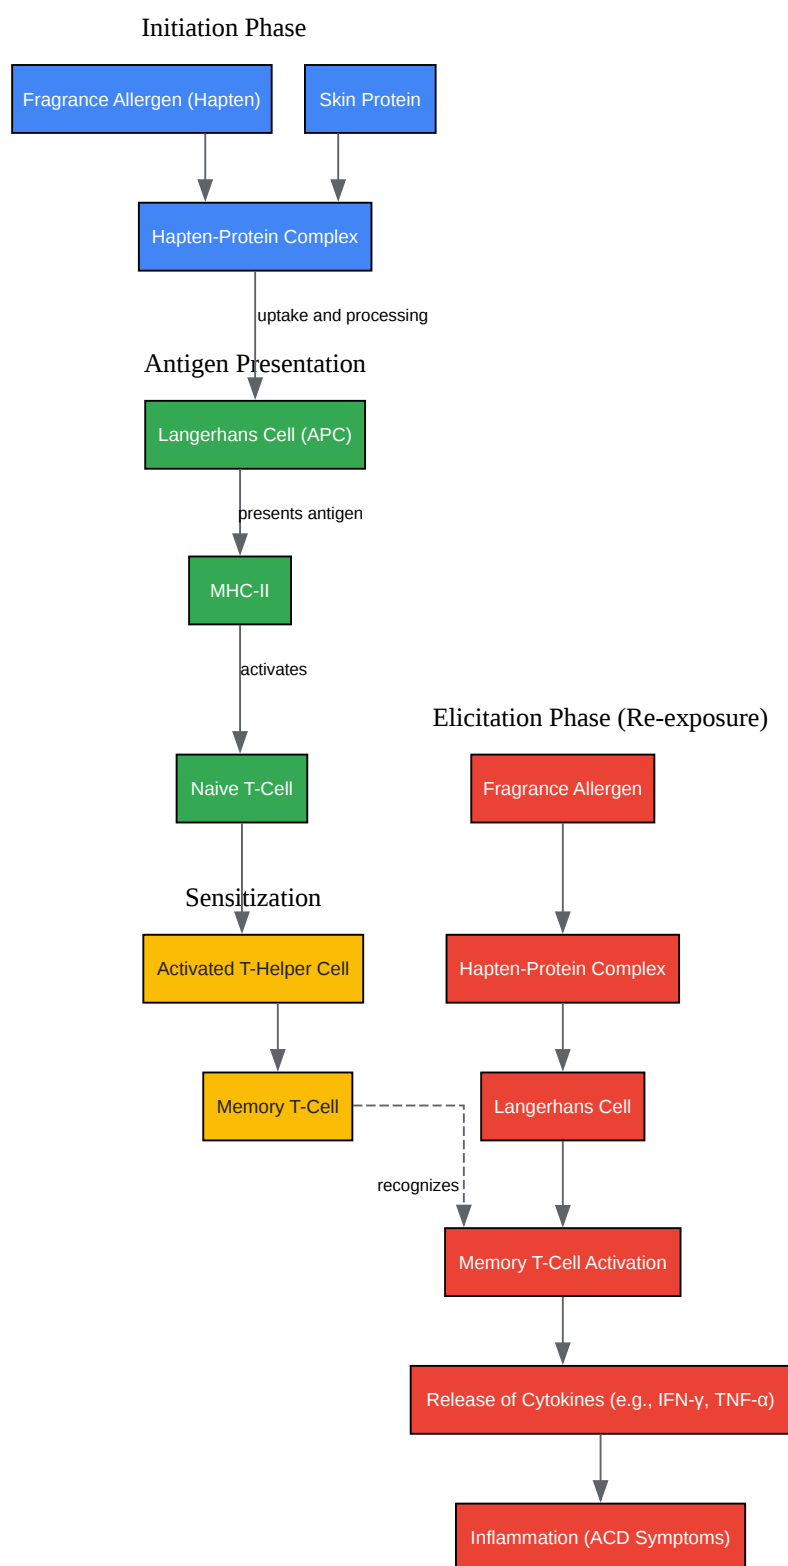 Initiation Phase
Fragrance Allergen (Hapten)
Skin Protein
Hapten-Protein Complex
uptake and processing
Antigen Presentation
Langerhans Cell (APC)
presents antigen
MHC-II
activates
Naive T-Cell
Sensitization
Activated T-Helper Cell
Memory T-Cell
recognizes
Elicitation Phase (Re-exposure)
Fragrance Allergen
Hapten-Protein Complex
Langerhans Cell
Memory T-Cell Activation
Release of Cytokines (e.g., IFN-γ, TNF-α)
Inflammation (ACD Symptoms)